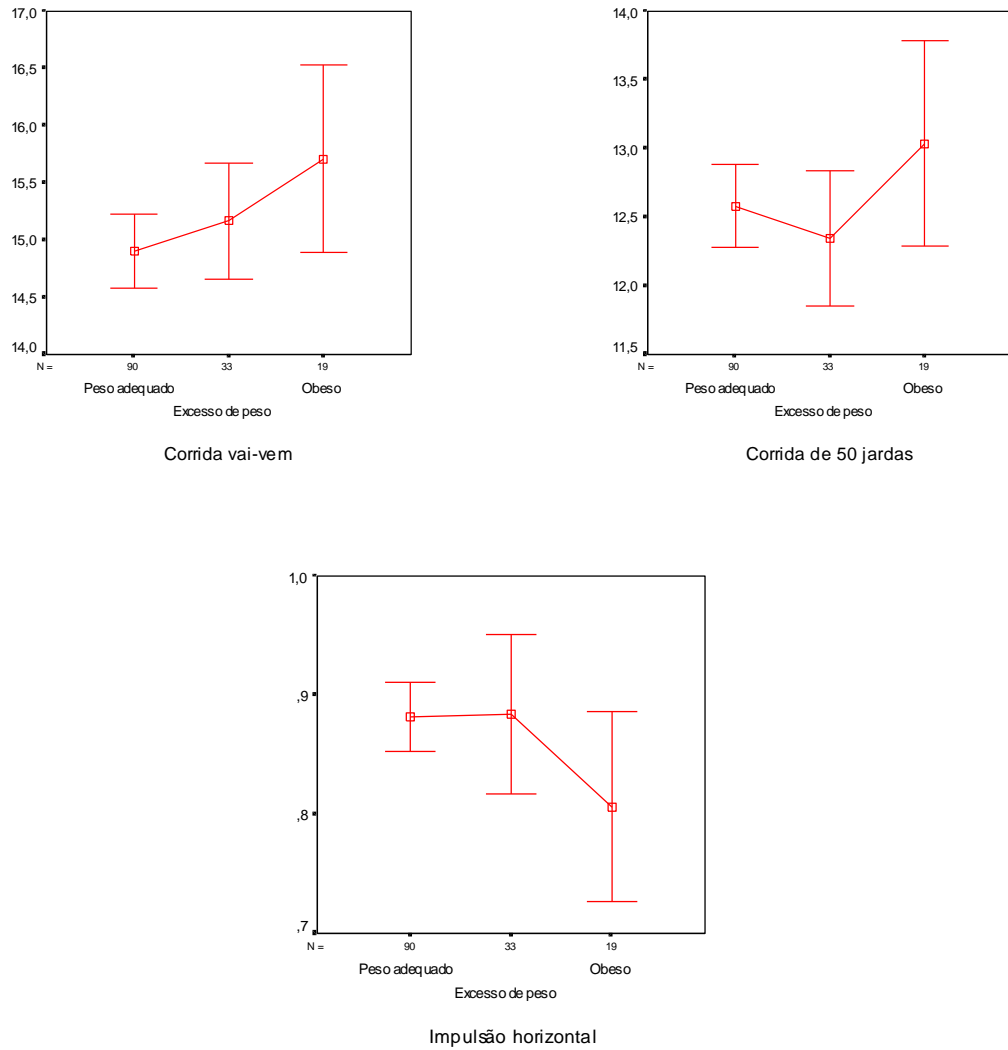 17,0
16,5
16,0
15,5
15,0
14,5
14,0
N = 90 33 19
Peso adequado Obeso
Excesso de peso
Corrida vai-vem
14,0
13,5
13,0
12,5
12,0
11,5
N = 90 33 19
Peso adequado Obeso
Excesso de peso
Corrida de 50 jardas
1,0
,9
,8
,7
N = 90 33 19
Peso adequado Obeso
Excesso de peso
Impulsão horizontal